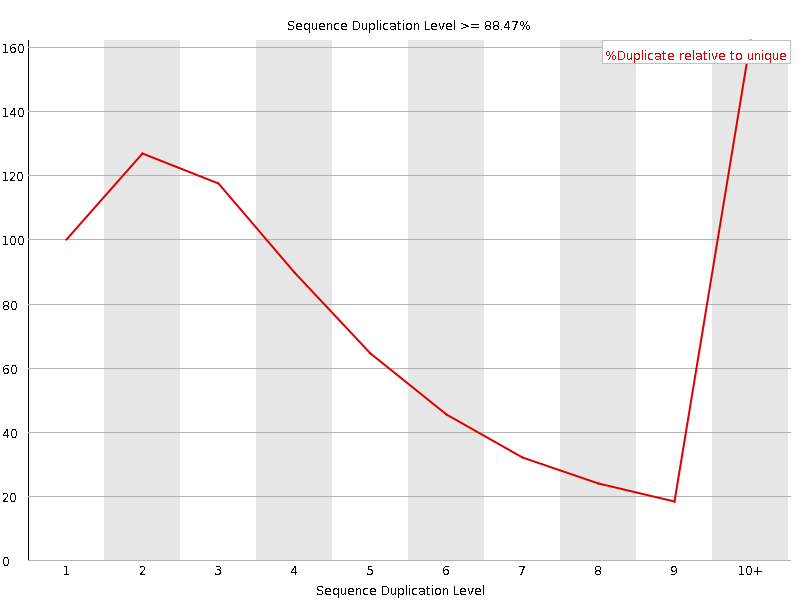 Sequence Duplication Level >= 88.47%
%Duplicate relative to unique
160
140
120
100
80
60
40
20
0
1 2 3 4 5 6 7 8 9 10+
Sequence Duplication Level